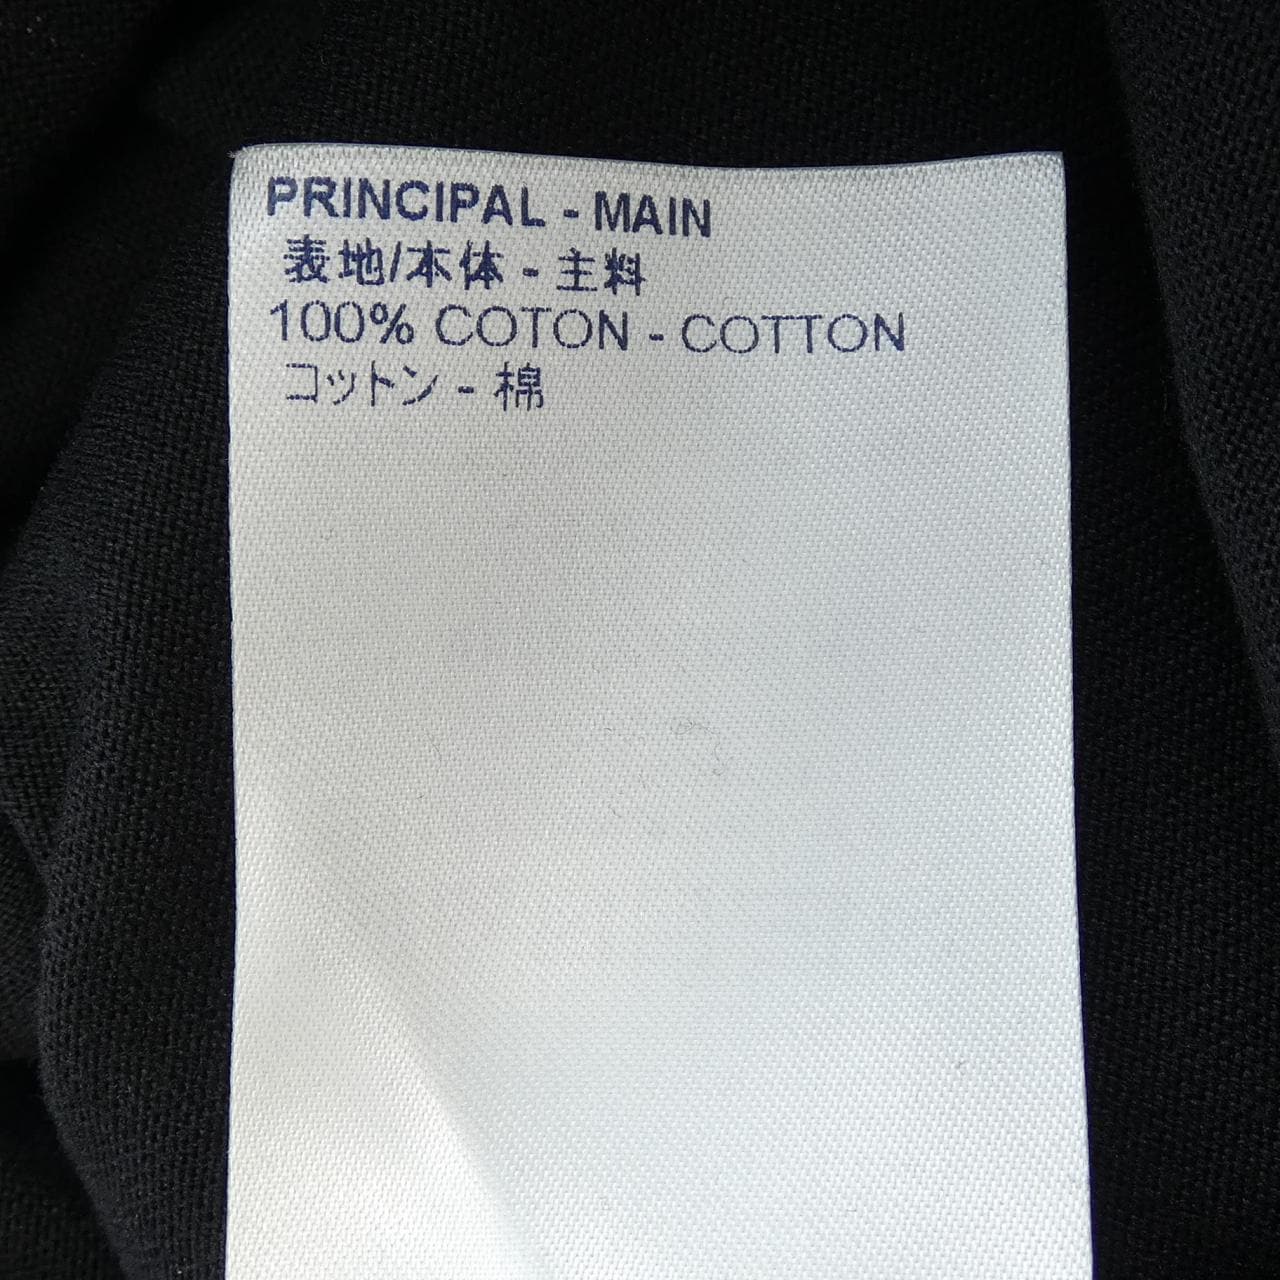 PRINCIPAL - MAIN
表地/本体 - 主料
100% COTON - COTTON
コットン - 棉